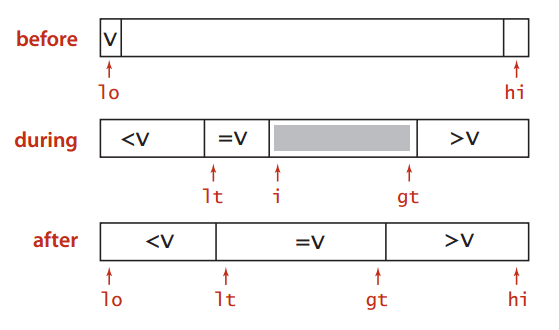 before V
lo hi
during <V =V >V
lt i gt
after <V =V >V
lo lt gt hi